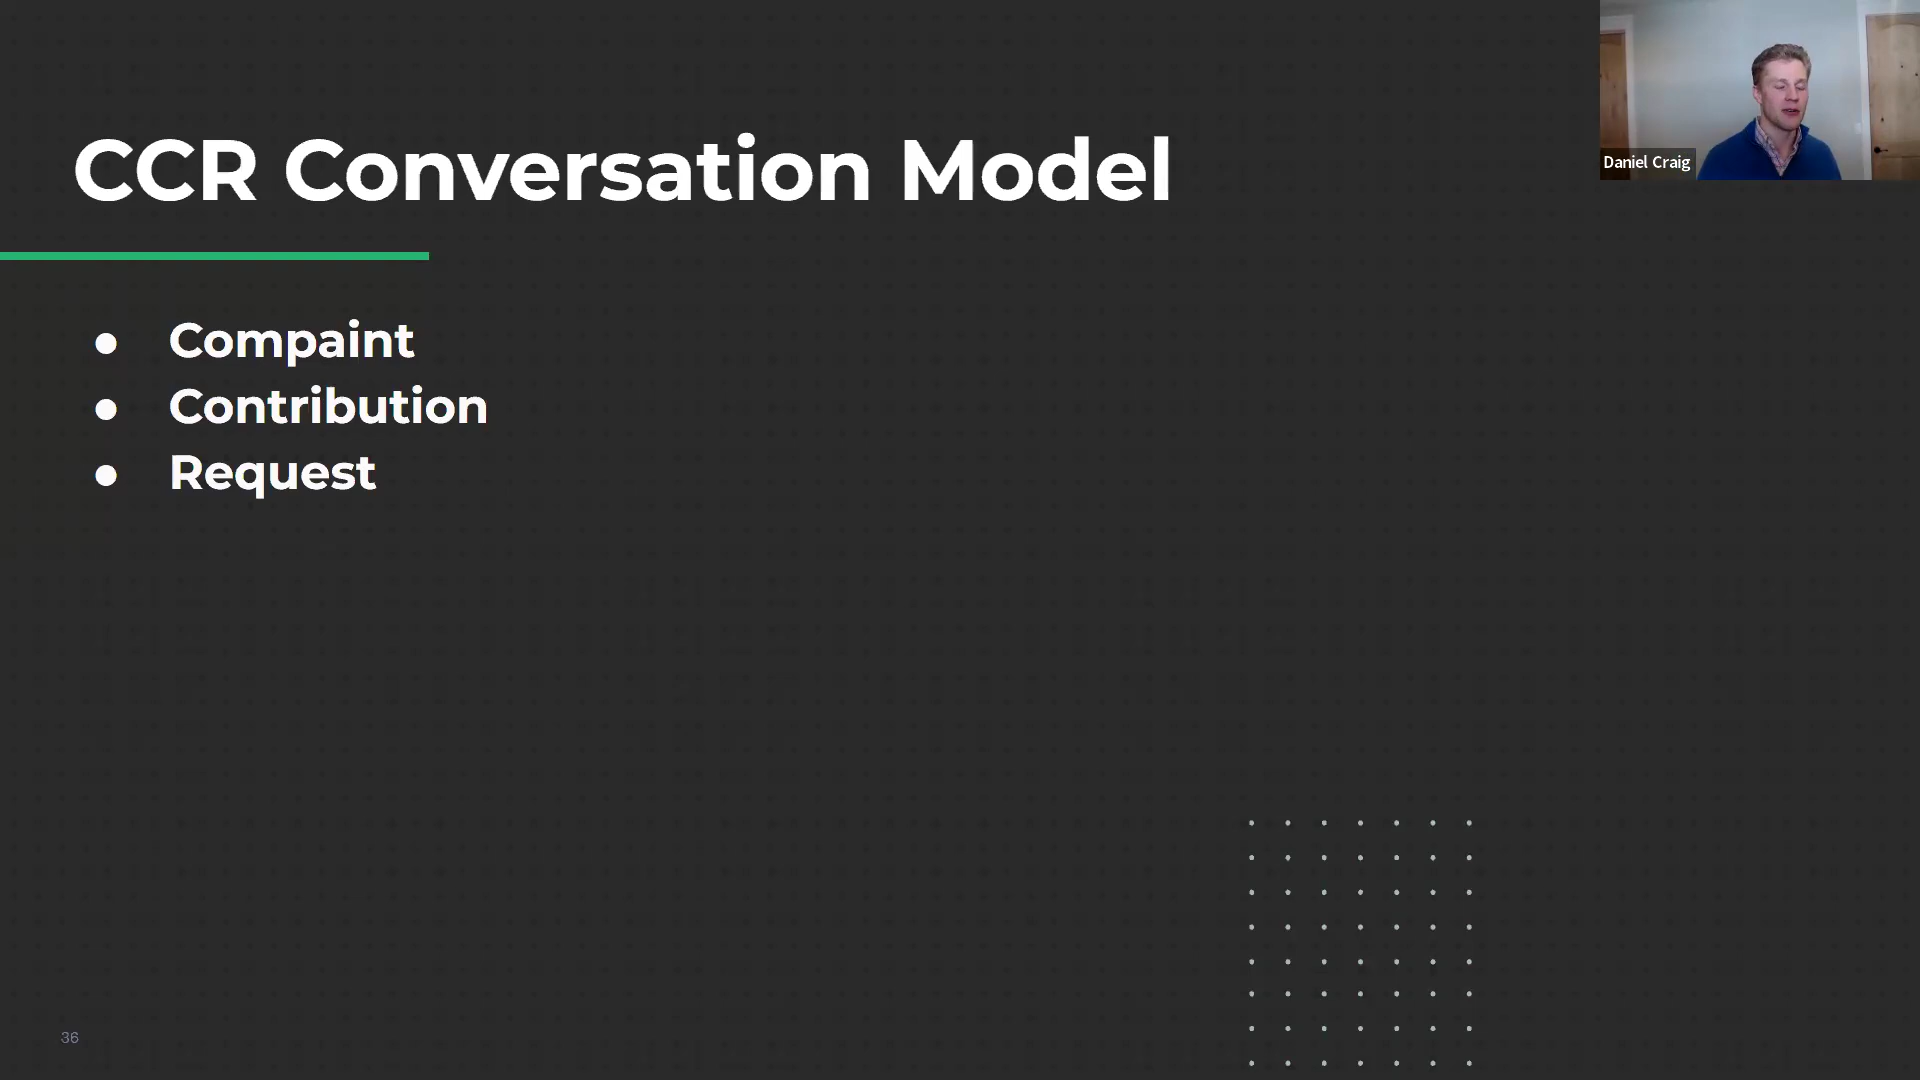 CCR Conversation Model
Daniel Craig
● Compaint
● Contribution
● Request
36